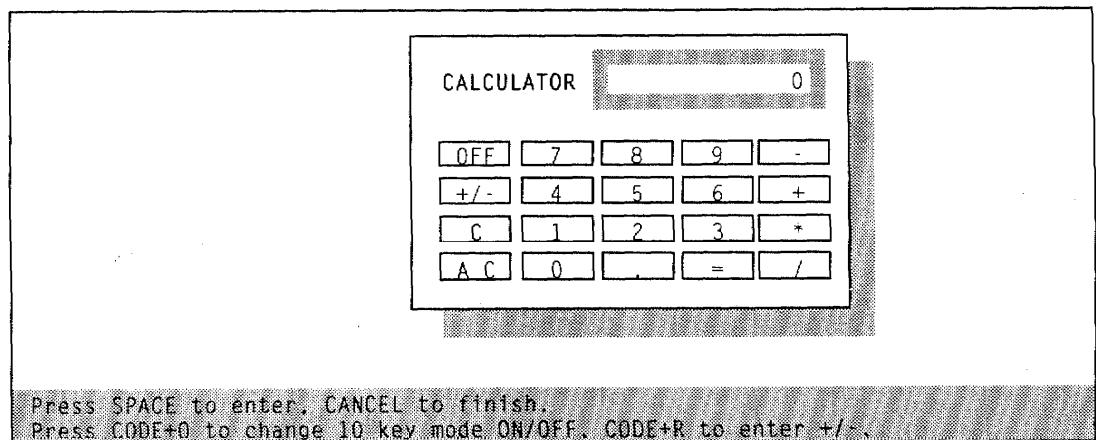 CALCULATOR 0
OFF 7 8 9 -
+/- 4 5 6 +
C 1 2 3 *
A C 0 . = /
Press SPACE to enter, CANCEL to finish.
Press CODE+O to change 10 key mode ON/OFF, CODE+R to enter +/-.